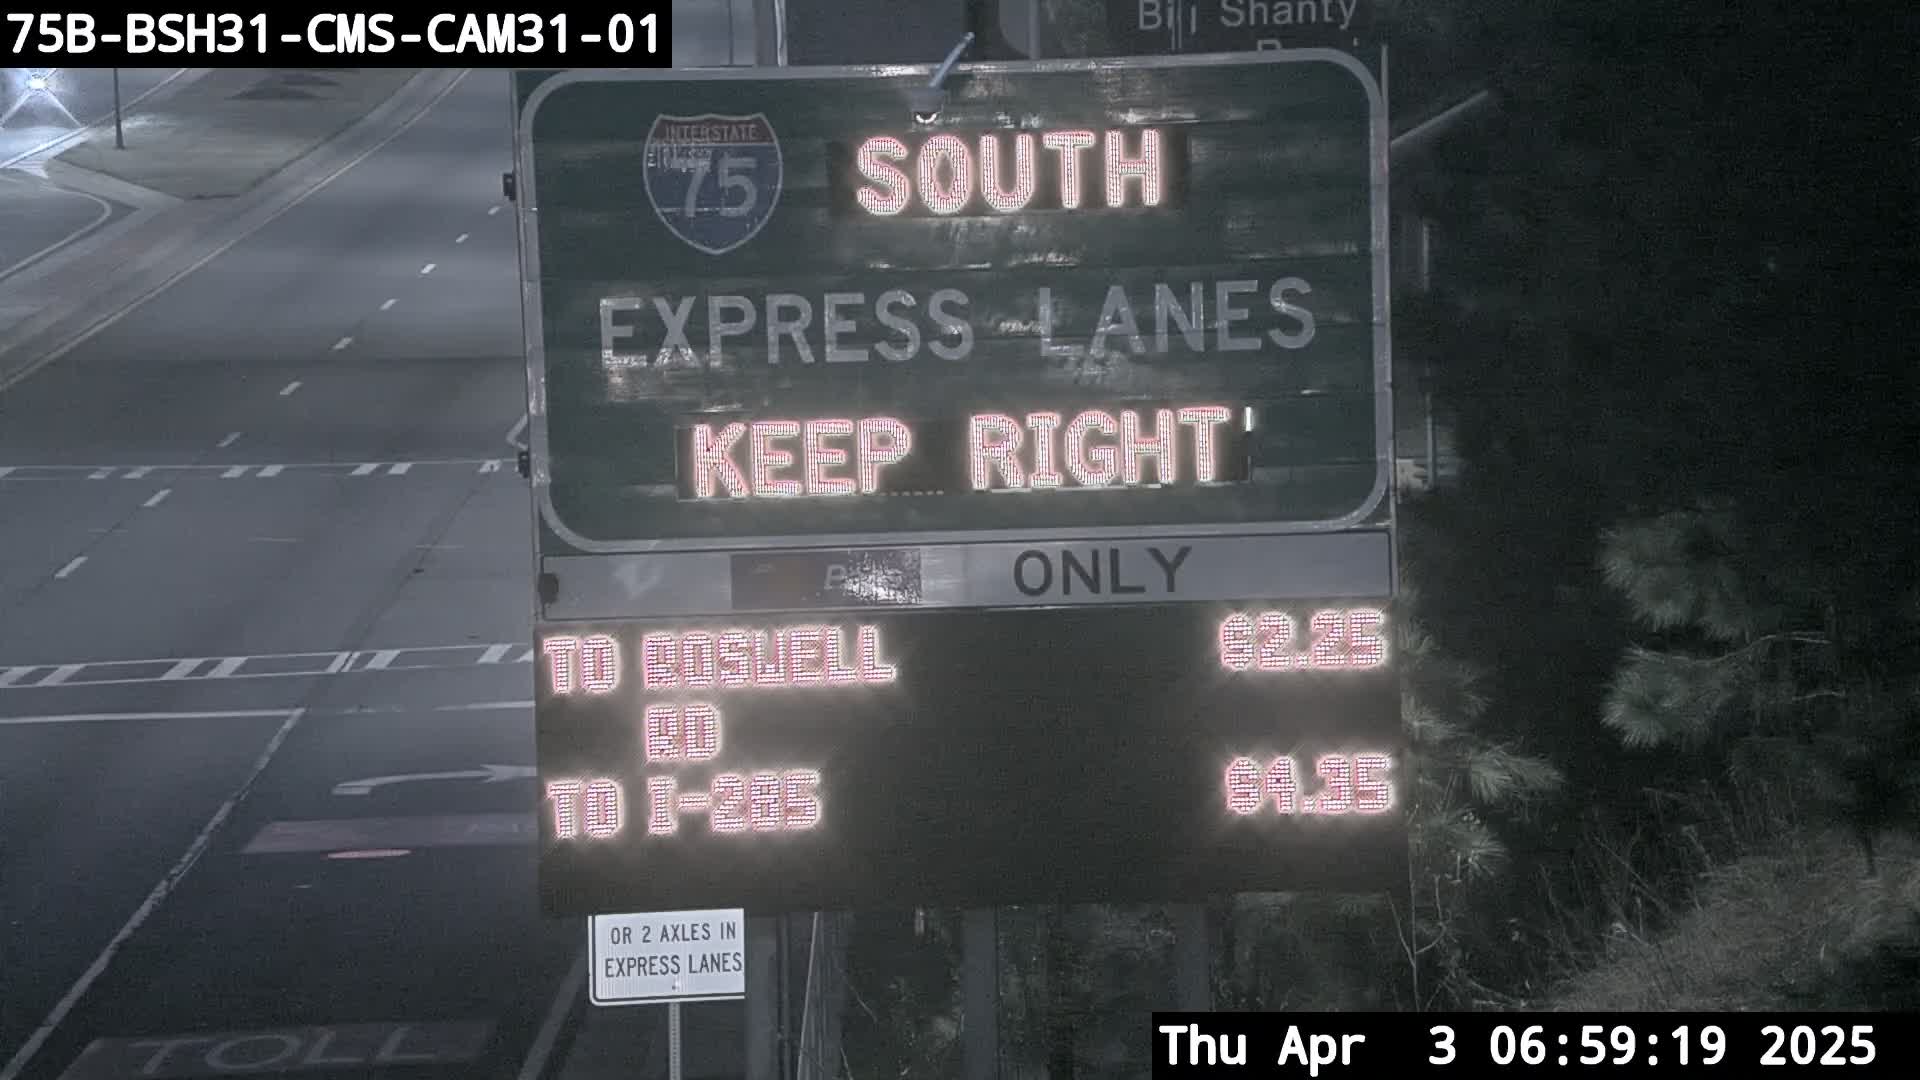 75B-BSH31-CMS-CAM31-01
Shanty
INTERSTATE
75
SOUTH
EXPRESS LANES
KEEP RIGHT
ONLY
TO ROSWELL $2.25
RD
TO I-285 $4.35
OR 2 AXLES IN
EXPRESS LANES
TOLL
Thu Apr 3 06:59:19 2025